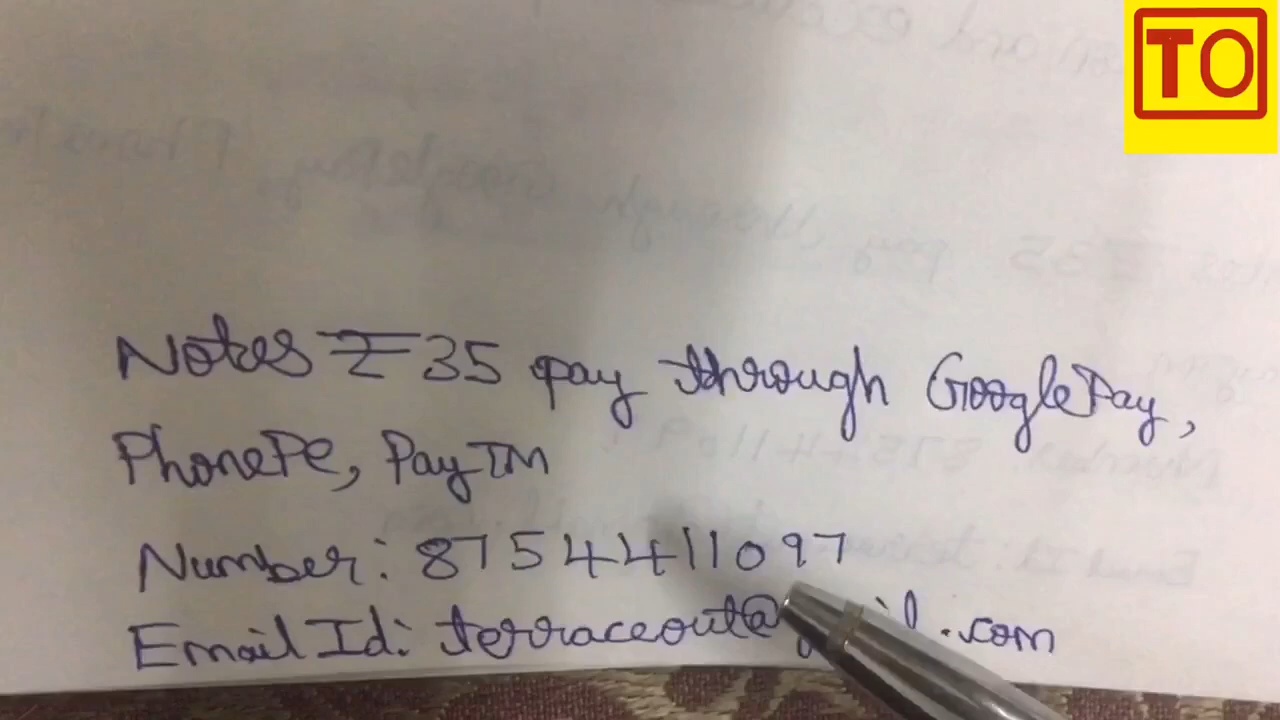 TO
Notes ₹35 pay through GooglePay,
PhonePe, PayTM
Number: 8754411097
Email Id: terraceout@
.com